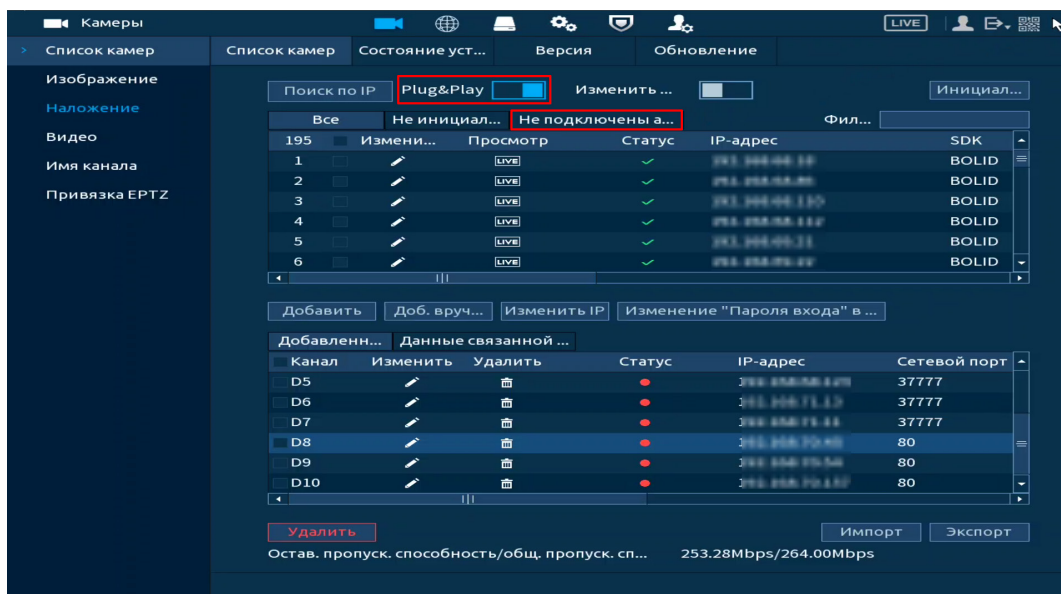 Камеры LIVE
Список камер
Изображение
Наложение
Видео
Имя канала
Привязка EPTZ
Список камер Состояние уст... Версия Обновление
Поиск по IP Plug&Play Изменить ... Инициал...
Все Не инициал... Не подключены а... Фил...
195 Измени... Просмотр Статус IP-адрес SDK
1 LIVE BOLID
2 LIVE BOLID
3 LIVE BOLID
4 LIVE BOLID
5 LIVE BOLID
6 LIVE BOLID
Добавить Доб. вруч... Изменить IP Изменение "Пароля входа" в ...
Добавленн... Данные связанной ...
Канал Изменить Удалить Статус IP-адрес Сетевой порт
D5 37777
D6 37777
D7 37777
D8 80
D9 80
D10 80
Удалить Импорт Экспорт
Остав. пропуск. способность/общ. пропуск. сп... 253.28Mbps/264.00Mbps